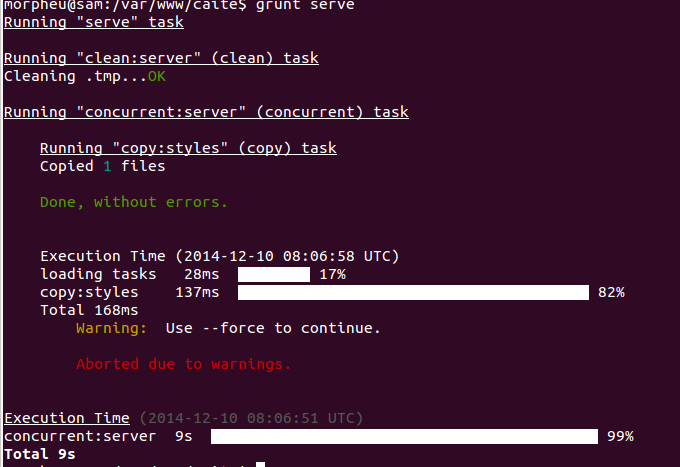 morpheu@sam:/var/www/caite$ grunt serve
Running "serve" task
Running "clean:server" (clean) task
Cleaning .tmp...OK
Running "concurrent:server" (concurrent) task
Running "copy:styles" (copy) task
Copied 1 files
Done, without errors.
Execution Time (2014-12-10 08:06:58 UTC)
loading tasks 28ms 17%
copy:styles 137ms 82%
Total 168ms
Warning: Use --force to continue.
Aborted due to warnings.
Execution Time (2014-12-10 08:06:51 UTC)
concurrent:server 9s 99%
Total 9s